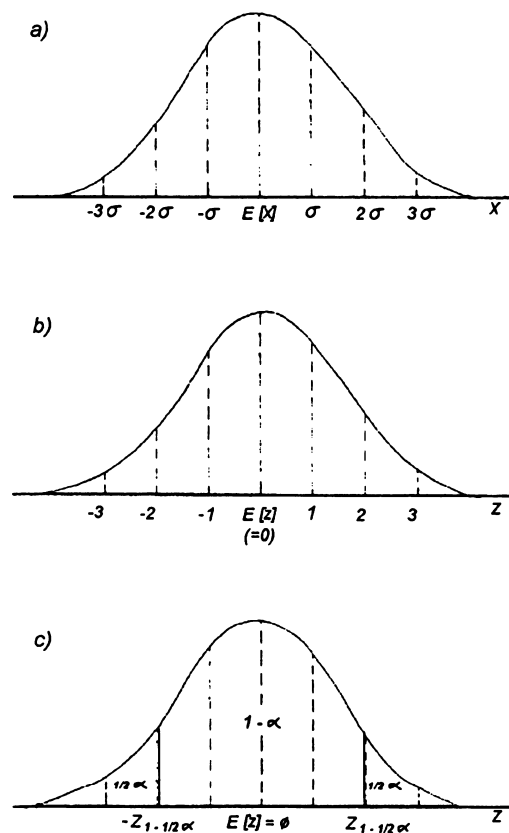 a)
-3σ -2σ -σ E [X] σ 2σ 3σ X
b)
-3 -2 -1 E [z] 1 2 3 z
(=0)
c)
1-α
1/2 α 1/2 α
-Z1-1/2α E [z] = ø Z1-1/2α z